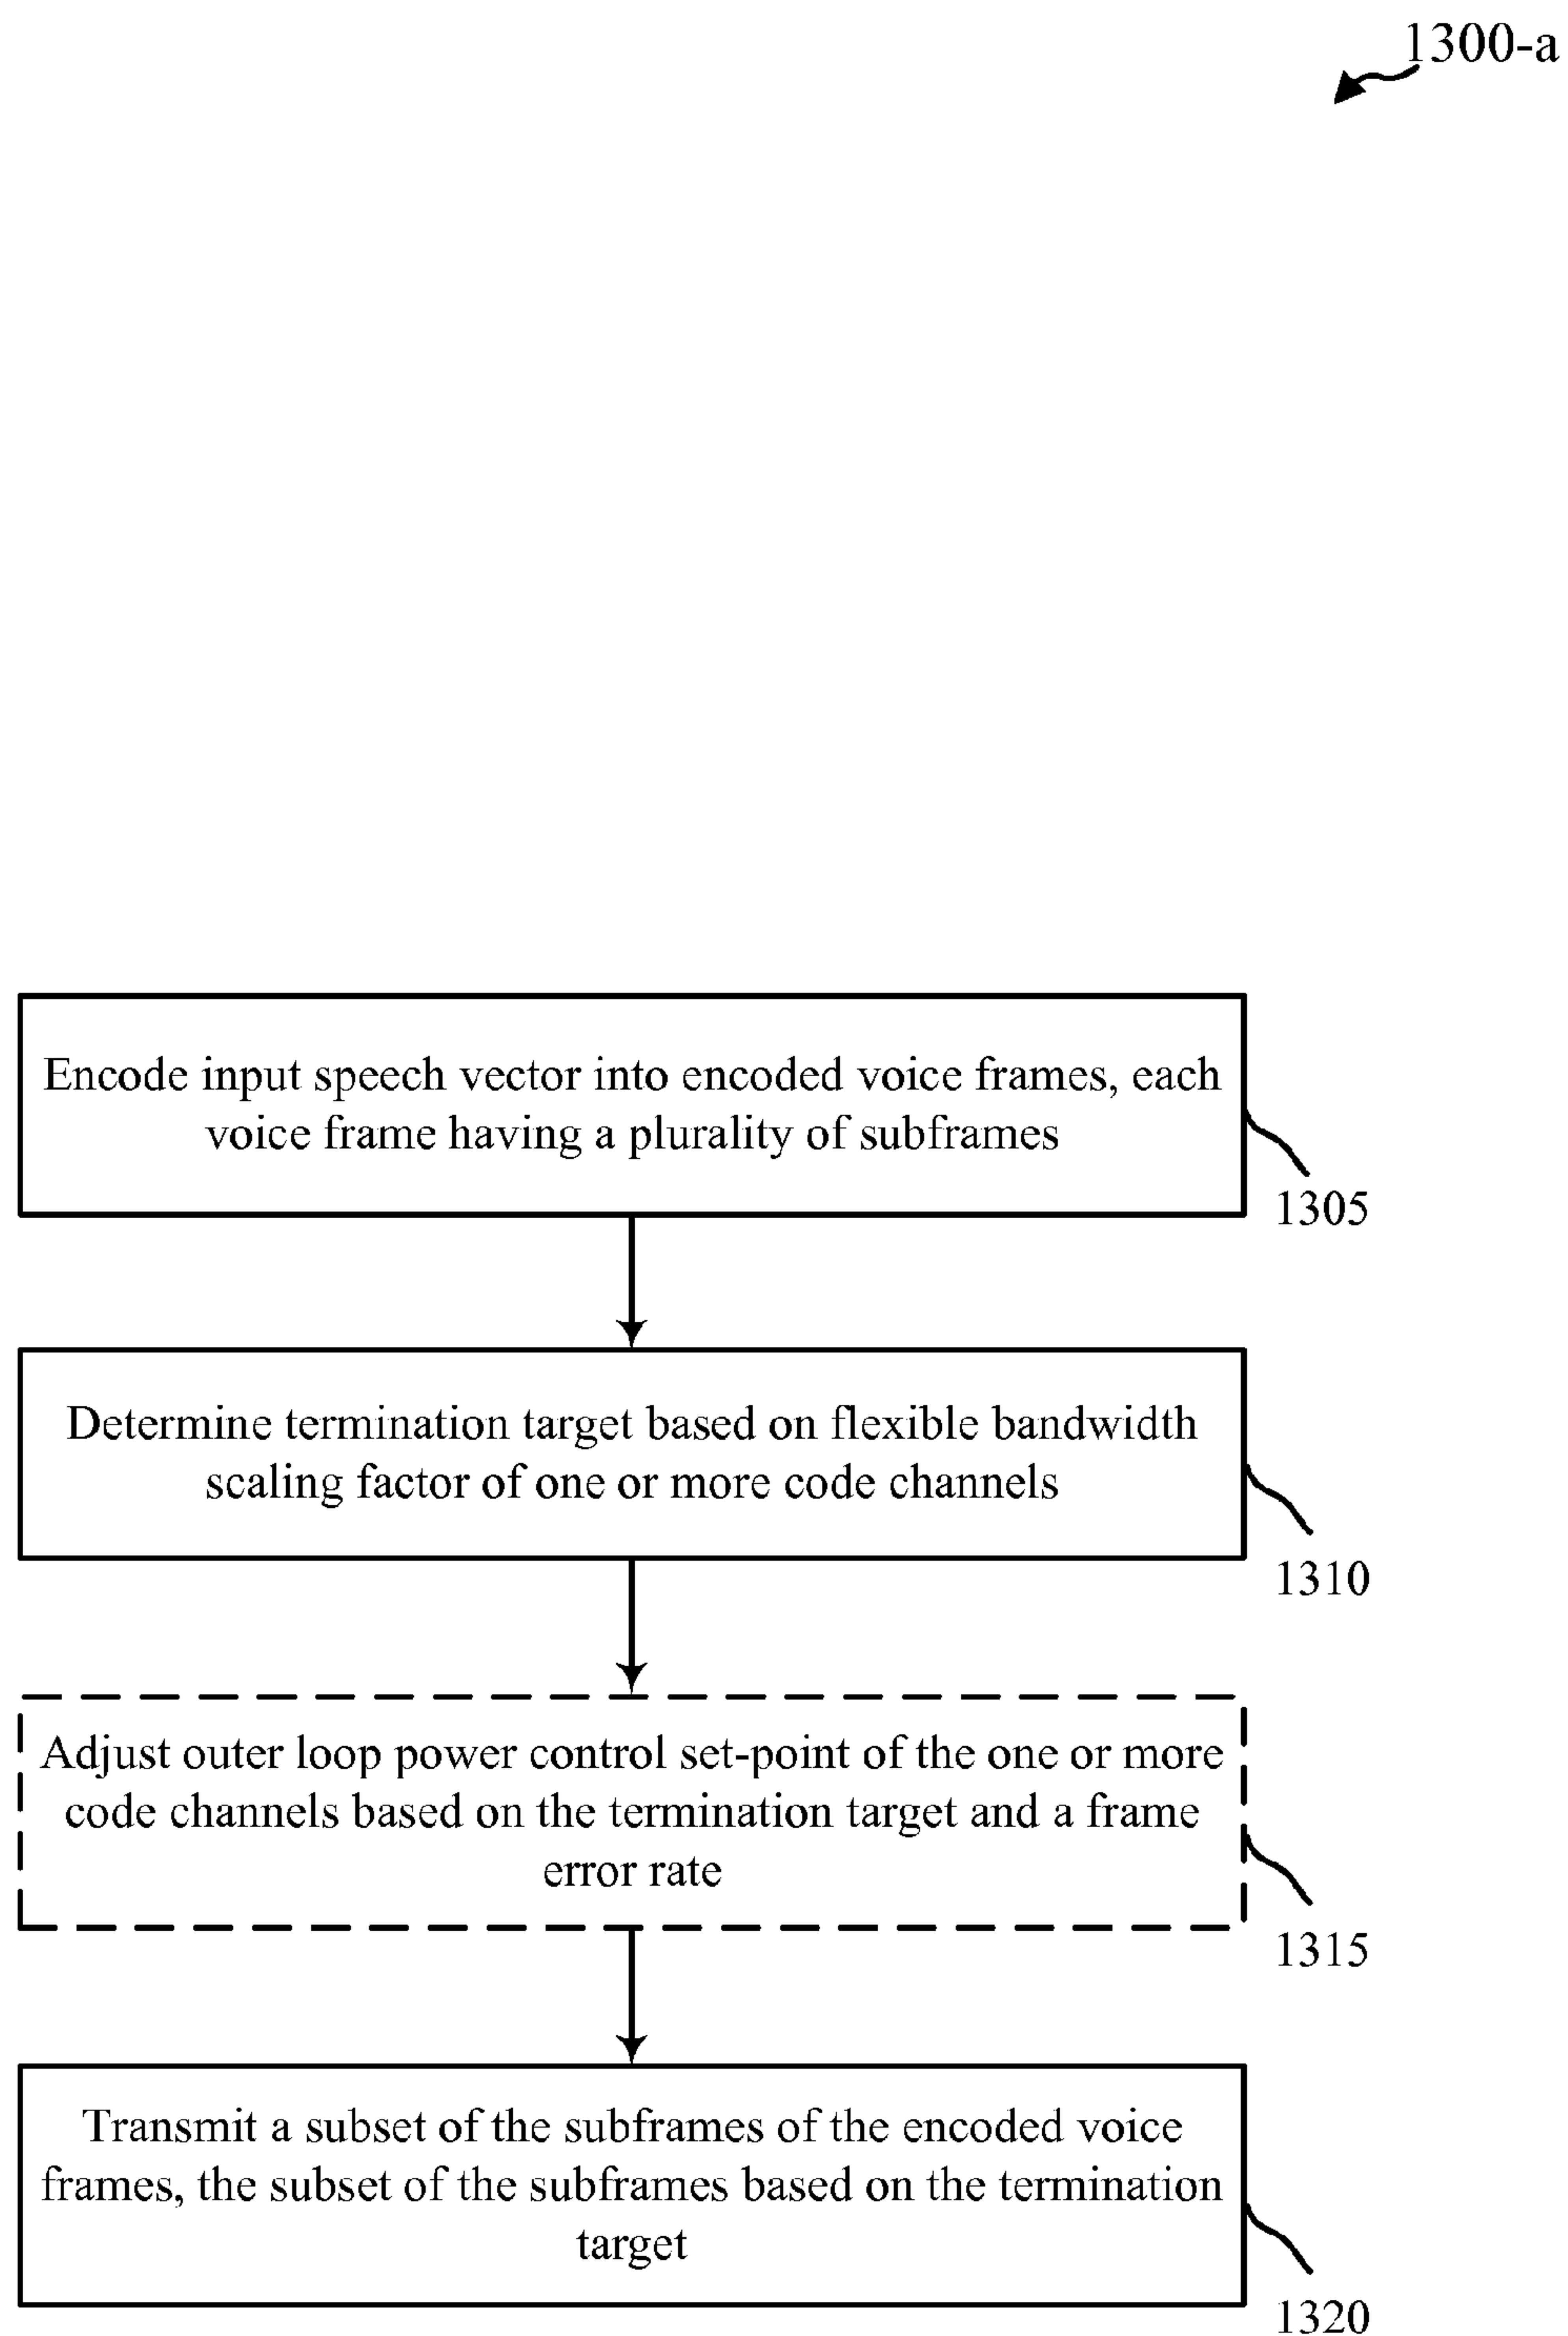 1300-a
Encode input speech vector into encoded voice frames, each
voice frame having a plurality of subframes
1305
Determine termination target based on flexible bandwidth
scaling factor of one or more code channels
1310
Adjust outer loop power control set-point of the one or more
code channels based on the termination target and a frame
error rate
1315
Transmit a subset of the subframes of the encoded voice
frames, the subset of the subframes based on the termination
target
1320